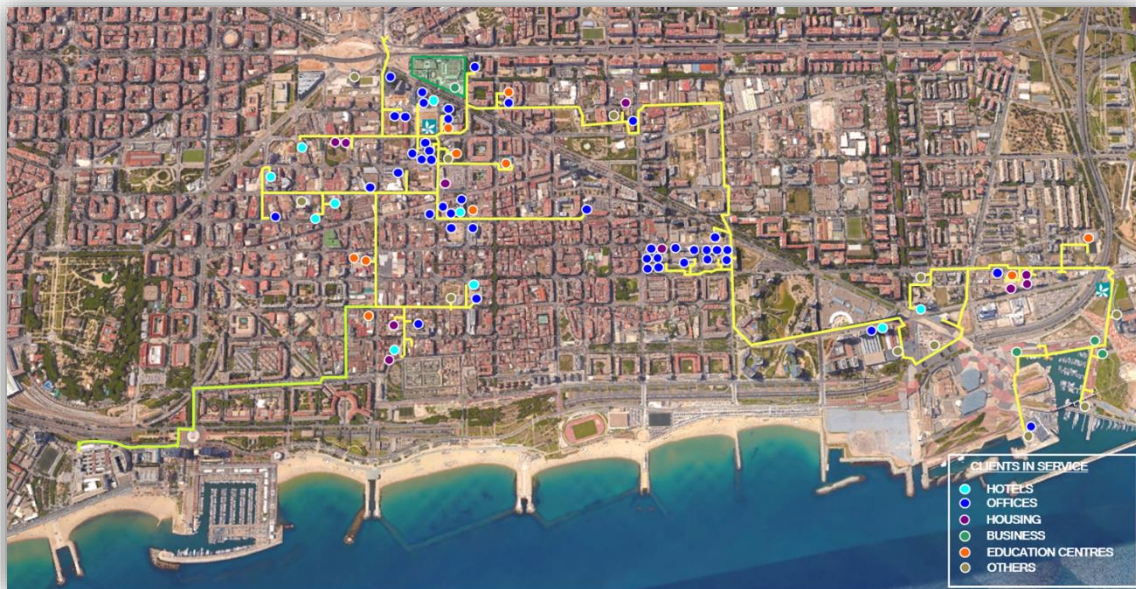 CLIENTS IN SERVICE
HOTELS
OFFICES
HOUSING
BUSINESS
EDUCATION CENTRES
OTHERS